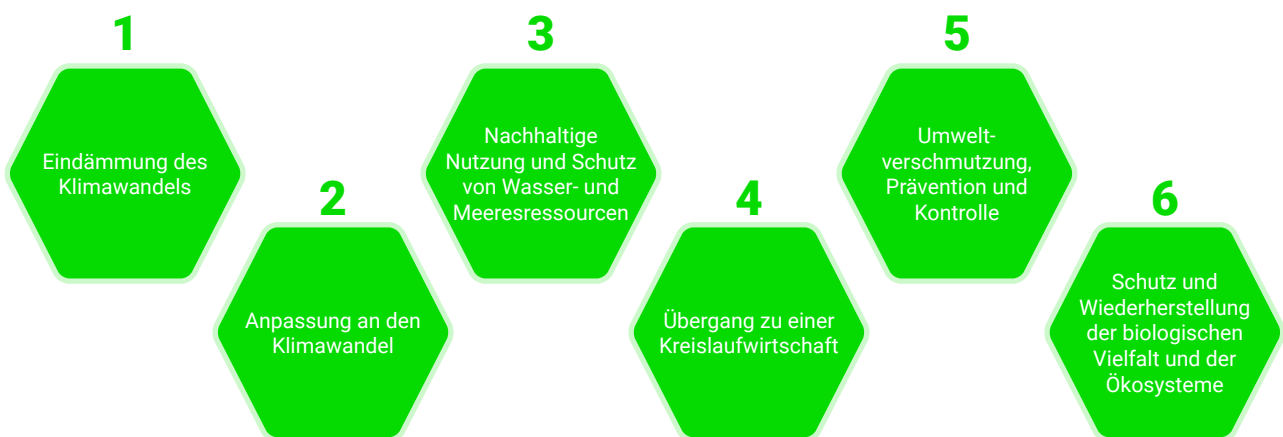 1
Eindämmung des
Klimawandels
2
Anpassung an den
Klimawandel
3
Nachhaltige
Nutzung und Schutz
von Wasser- und
Meeresressourcen
4
Übergang zu einer
Kreislaufwirtschaft
5
Umwelt-
verschmutzung,
Prävention und
Kontrolle
6
Schutz und
Wiederherstellung
der biologischen
Vielfalt und der
Ökosysteme